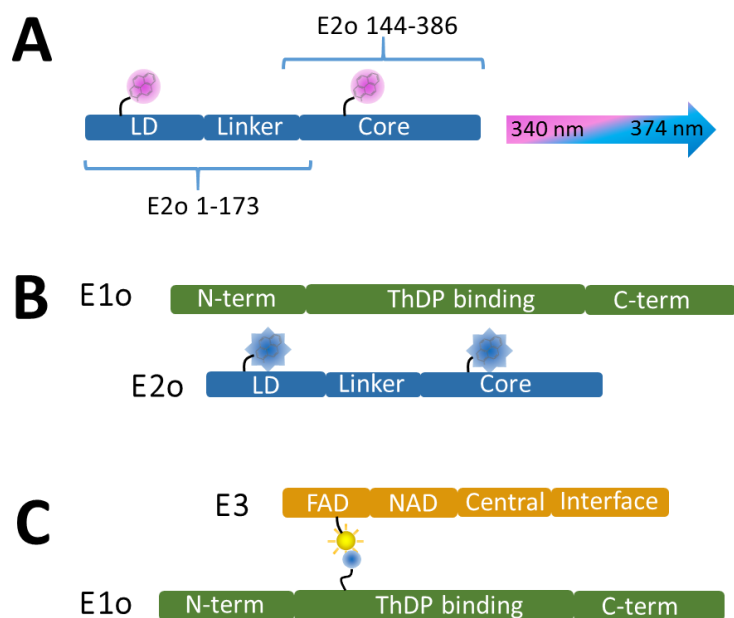 A
E2o 144-386
LD Linker Core
340 nm 374 nm
E2o 1-173
B
E1o N-term ThDP binding C-term
E2o LD Linker Core
C
E3 FAD NAD Central Interface
E1o N-term ThDP binding C-term